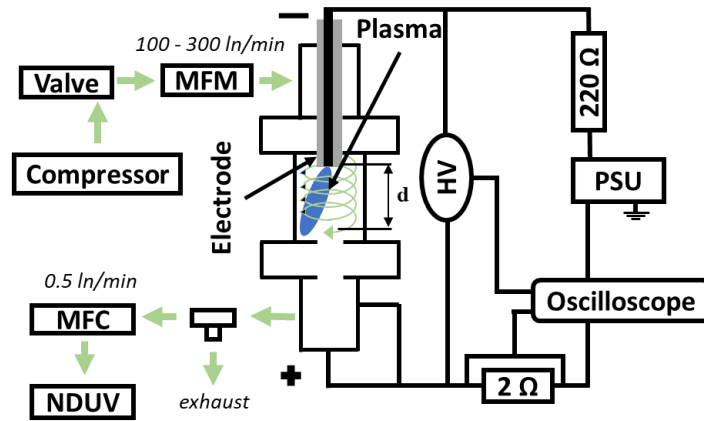 −
Plasma
100 - 300 ln/min
Valve
MFM
220 Ω
Compressor
Electrode
d
HV
PSU
0.5 ln/min
MFC
Oscilloscope
NDUV
exhaust
+
2 Ω